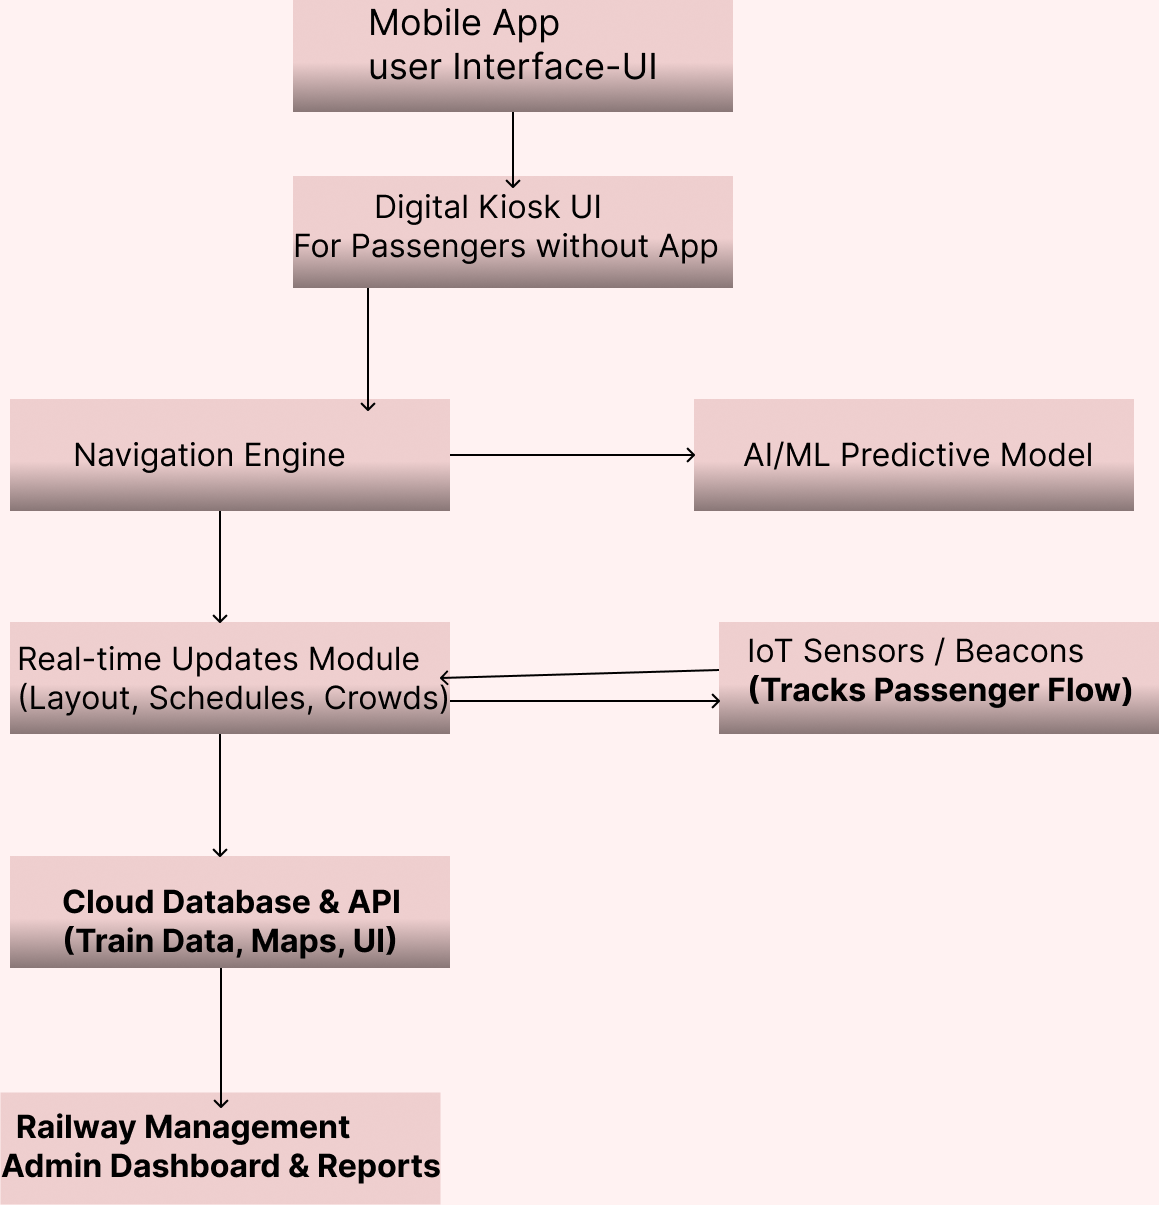 Mobile App
user Interface-UI
Digital Kiosk UI
For Passengers without App
Navigation Engine
AI/ML Predictive Model
Real-time Updates Module
(Layout, Schedules, Crowds)
IoT Sensors / Beacons
(Tracks Passenger Flow)
Cloud Database & API
(Train Data, Maps, UI)
Railway Management
Admin Dashboard & Reports